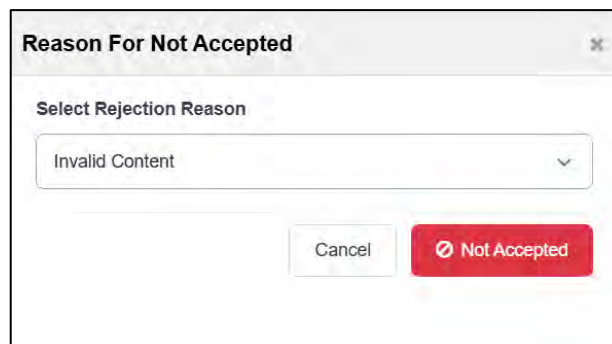 Reason For Not Accepted
Select Rejection Reason
Invalid Content
Cancel
Not Accepted